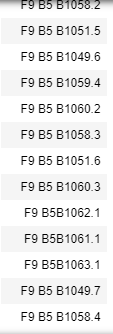 F9 B5 B1058.2
F9 B5 B1051.5
F9 B5 B1049.6
F9 B5 B1059.4
F9 B5 B1060.2
F9 B5 B1058.3
F9 B5 B1051.6
F9 B5 B1060.3
F9 B5B1062.1
F9 B5B1061.1
F9 B5B1063.1
F9 B5 B1049.7
F9 B5 B1058.4